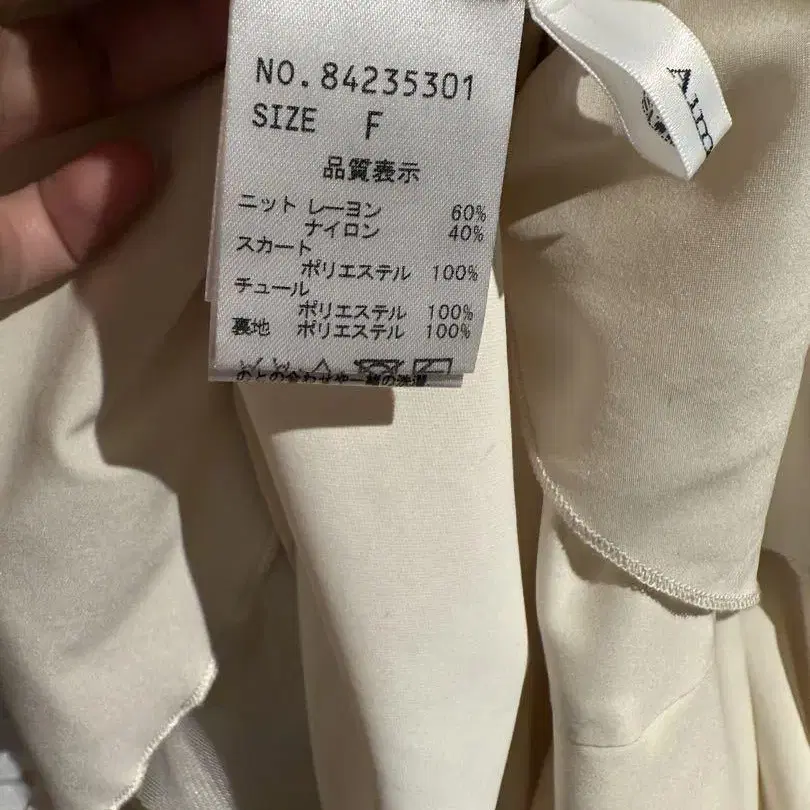 NO. 84235301
SIZE F
品質表示
ニット レーヨン 60%
ナイロン 40%
スカート
ポリエステル 100%
チュール
ポリエステル 100%
裏地 ポリエステル 100%